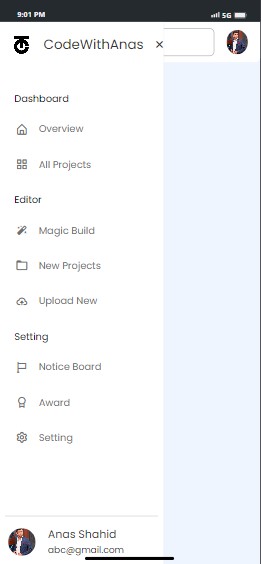 9:01 PM
5G
CodeWithAnas
Dashboard
Overview
All Projects
Editor
Magic Build
New Projects
Upload New
Setting
Notice Board
Award
Setting
Anas Shahid
abc@gmail.com